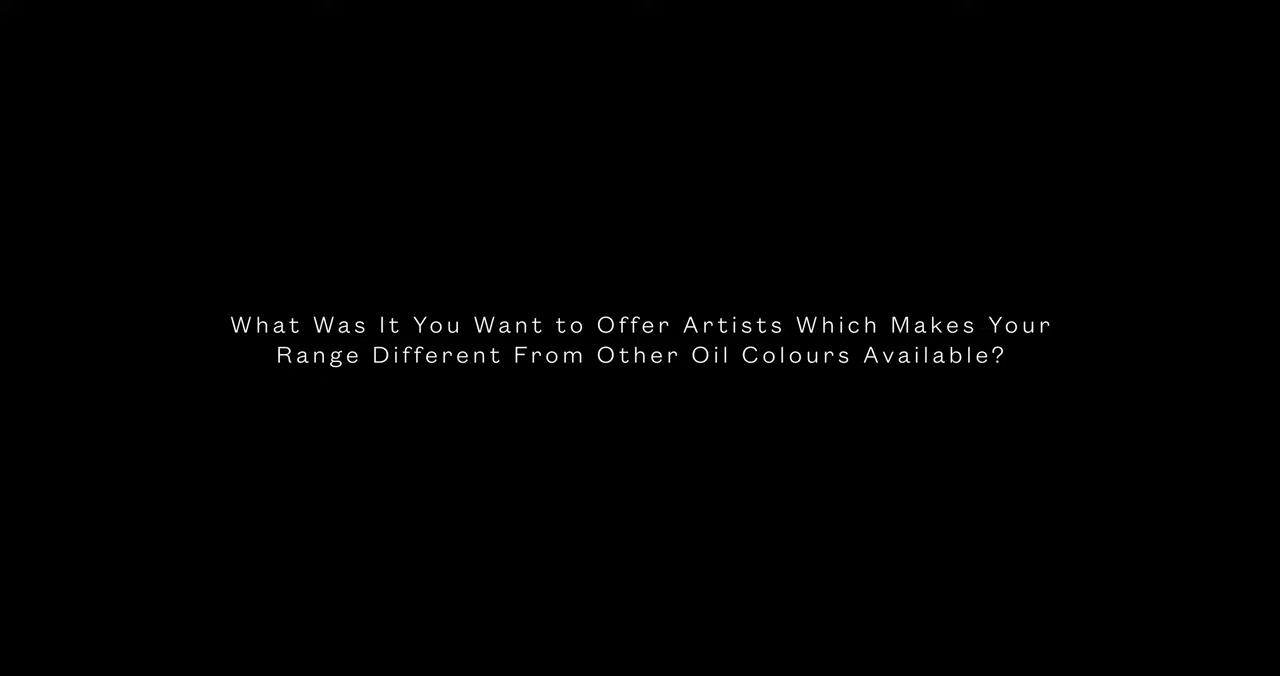 What Was It You Want to Offer Artists Which Makes Your
Range Different From Other Oil Colours Available?